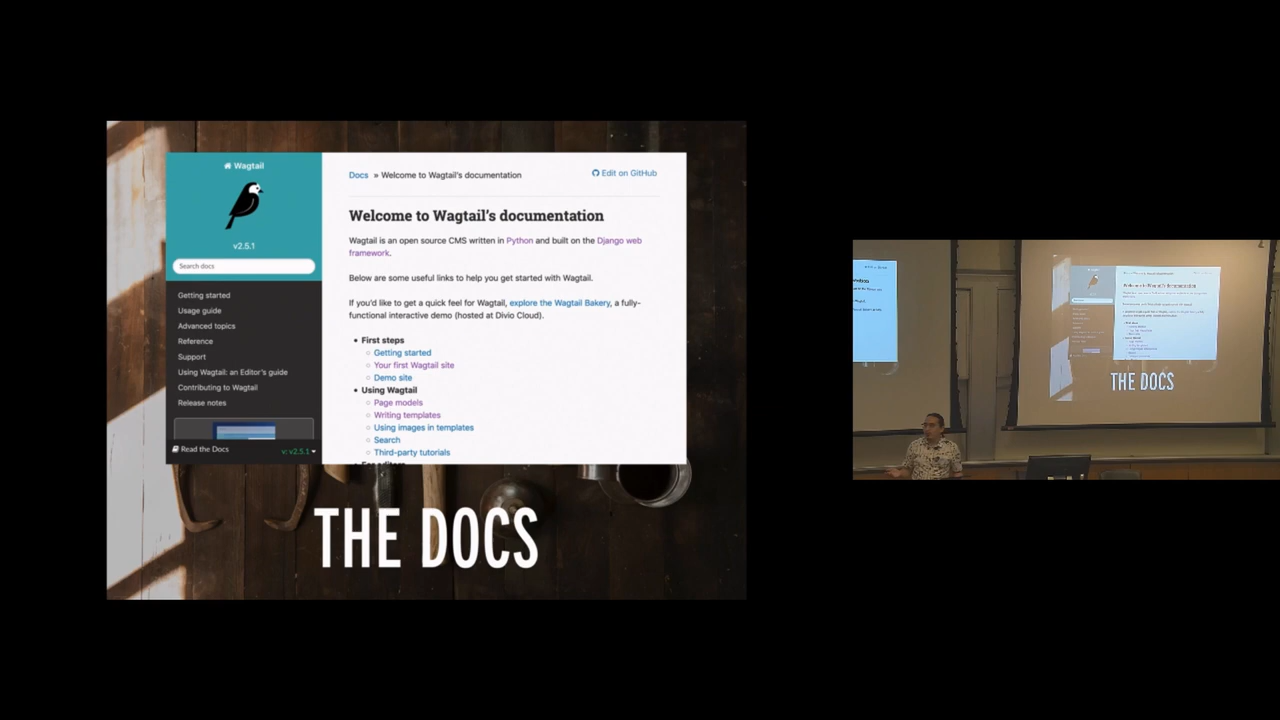 Wagtail
v2.5.1
Search docs
Getting started
Usage guide
Advanced topics
Reference
Support
Using Wagtail: an Editor's guide
Contributing to Wagtail
Release notes
Read the Docs
v: v2.5.1
Docs » Welcome to Wagtail's documentation
Edit on GitHub
Welcome to Wagtail's documentation
Wagtail is an open source CMS written in Python and built on the Django web
framework.
Below are some useful links to help you get started with Wagtail.
If you'd like to get a quick feel for Wagtail, explore the Wagtail Bakery, a fully-
functional interactive demo (hosted at Divio Cloud).
First steps
Getting started
Your first Wagtail site
Demo site
Using Wagtail
Page models
Writing templates
Using images in templates
Search
Third-party tutorials
THE DOCS
Welcome to Wagtail's documentation
THE DOCS